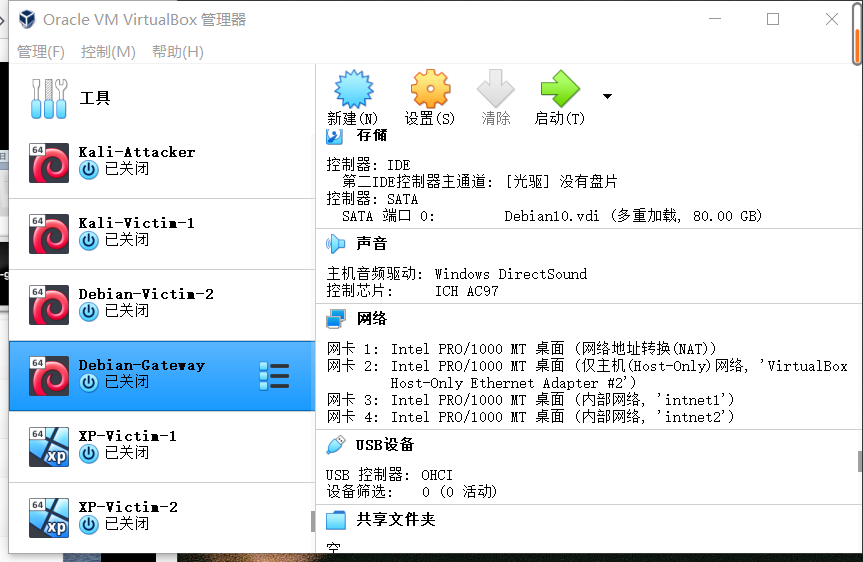 Oracle VM VirtualBox 管理器
管理(F) 控制(M) 帮助(H)
工具
新建(N) 设置(S) 清除 启动(T)
64
Kali-Attacker
已关闭
64
Kali-Victim-1
已关闭
64
Debian-Victim-2
已关闭
64
Debian-Gateway
已关闭
64
xp
XP-Victim-1
已关闭
64
xp
XP-Victim-2
已关闭
存储
控制器: IDE
第二IDE控制器主通道: [光驱] 没有盘片
控制器: SATA
SATA 端口 0: Debian10.vdi (多重加载, 80.00 GB)
声音
主机音频驱动: Windows DirectSound
控制芯片: ICH AC97
网络
网卡 1: Intel PRO/1000 MT 桌面 (网络地址转换(NAT))
网卡 2: Intel PRO/1000 MT 桌面 (仅主机(Host-Only)网络, 'VirtualBox
Host-Only Ethernet Adapter #2')
网卡 3: Intel PRO/1000 MT 桌面 (内部网络, 'intnet1')
网卡 4: Intel PRO/1000 MT 桌面 (内部网络, 'intnet2')
USB设备
USB 控制器: OHCI
设备筛选: 0 (0 活动)
共享文件夹
空